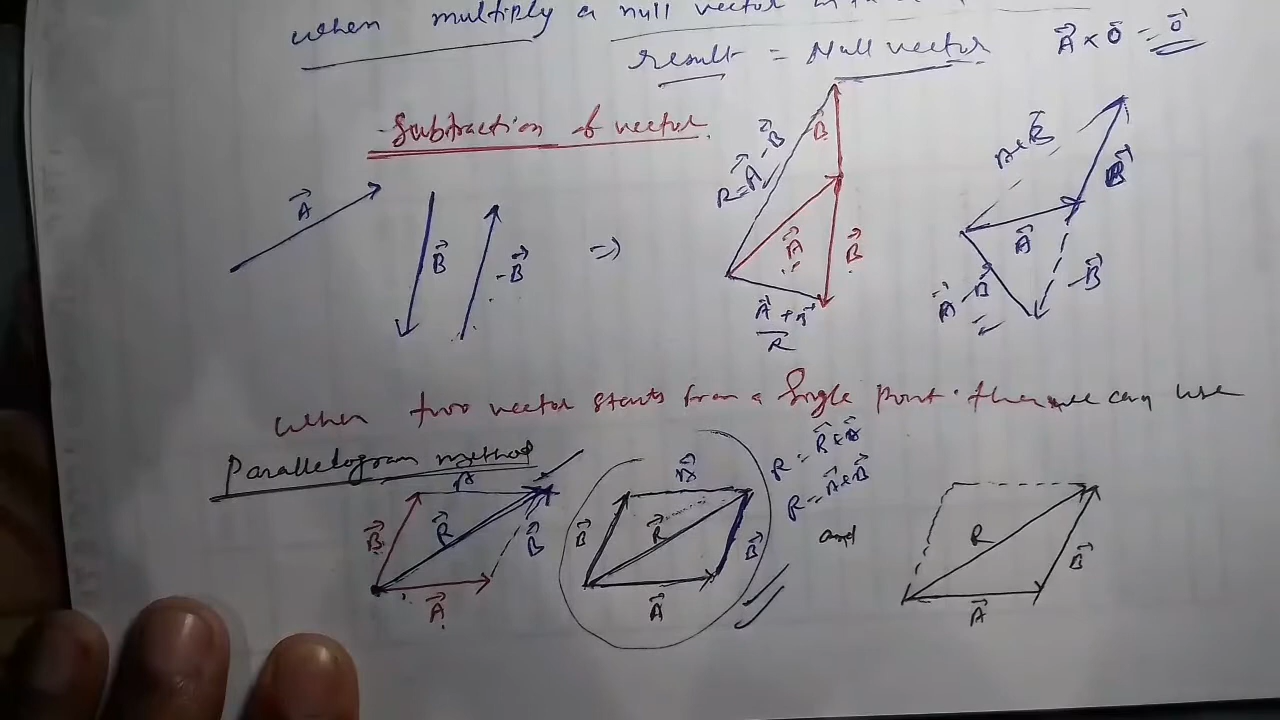 when multiply a null vector
result = Null vector
A⃗ × 0⃗ = 0⃗
Subtraction of vector.
A⃗
B⃗
-B⃗
⇒
R = A⃗ - B⃗
B⃗
A⃗
B⃗
R
A⃗
B⃗
-B⃗
A⃗ - B⃗
when two vector starts from a Single point. then we can use
Parallelogram method
A⃗
B⃗
R⃗
B⃗
A⃗
A⃗
B⃗
R⃗
B⃗
A⃗
R = A⃗ + B⃗
and
R
B⃗
A⃗